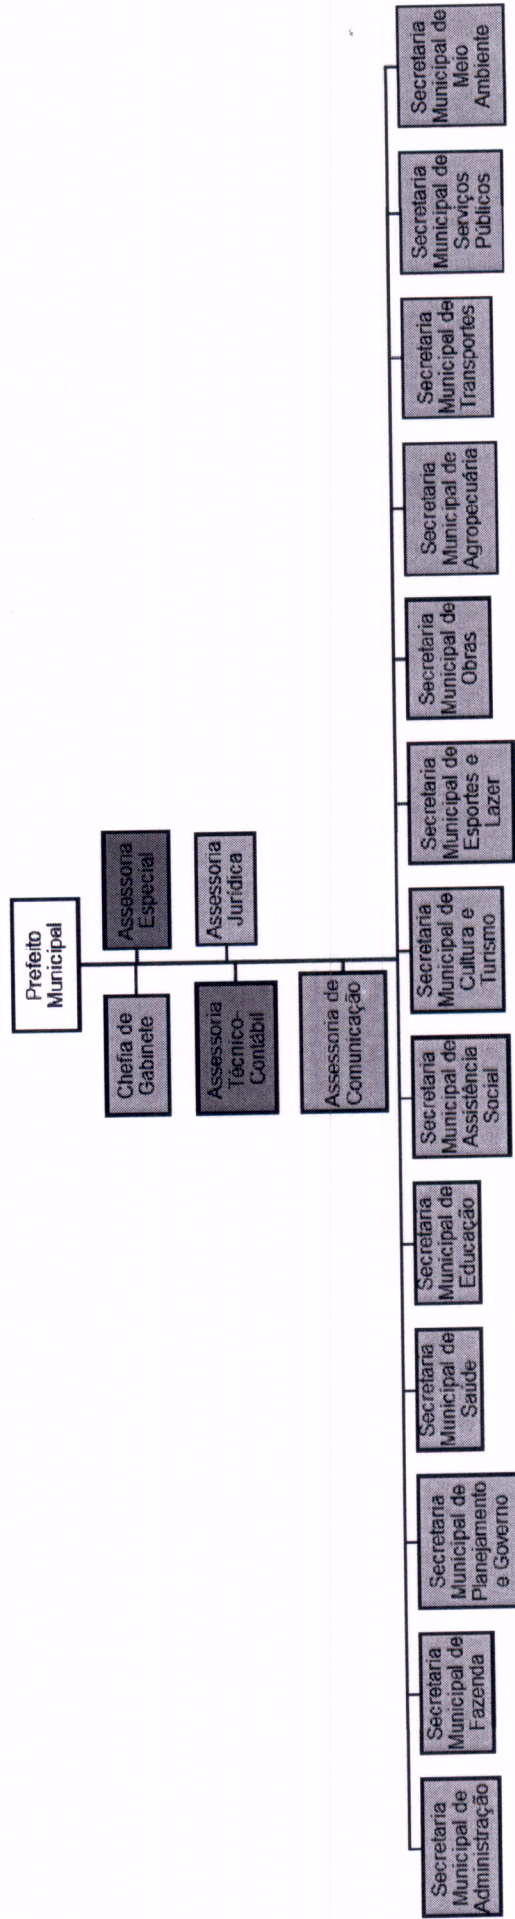 Prefeito
Municipal
Chefia de
Gabinete
Assessoria
Especial
Assessoria
Técnico-
Contábil
Assessoria
Jurídica
Assessoria de
Comunicação
Secretaria
Municipal de
Administração
Secretaria
Municipal de
Fazenda
Secretaria
Municipal de
Planejamento
e Governo
Secretaria
Municipal de
Saúde
Secretaria
Municipal de
Educação
Secretaria
Municipal de
Assistência
Social
Secretaria
Municipal de
Cultura e
Turismo
Secretaria
Municipal de
Esportes e
Lazer
Secretaria
Municipal de
Obras
Secretaria
Municipal de
Agropecuária
Secretaria
Municipal de
Transportes
Secretaria
Municipal de
Serviços
Públicos
Secretaria
Municipal de
Meio
Ambiente